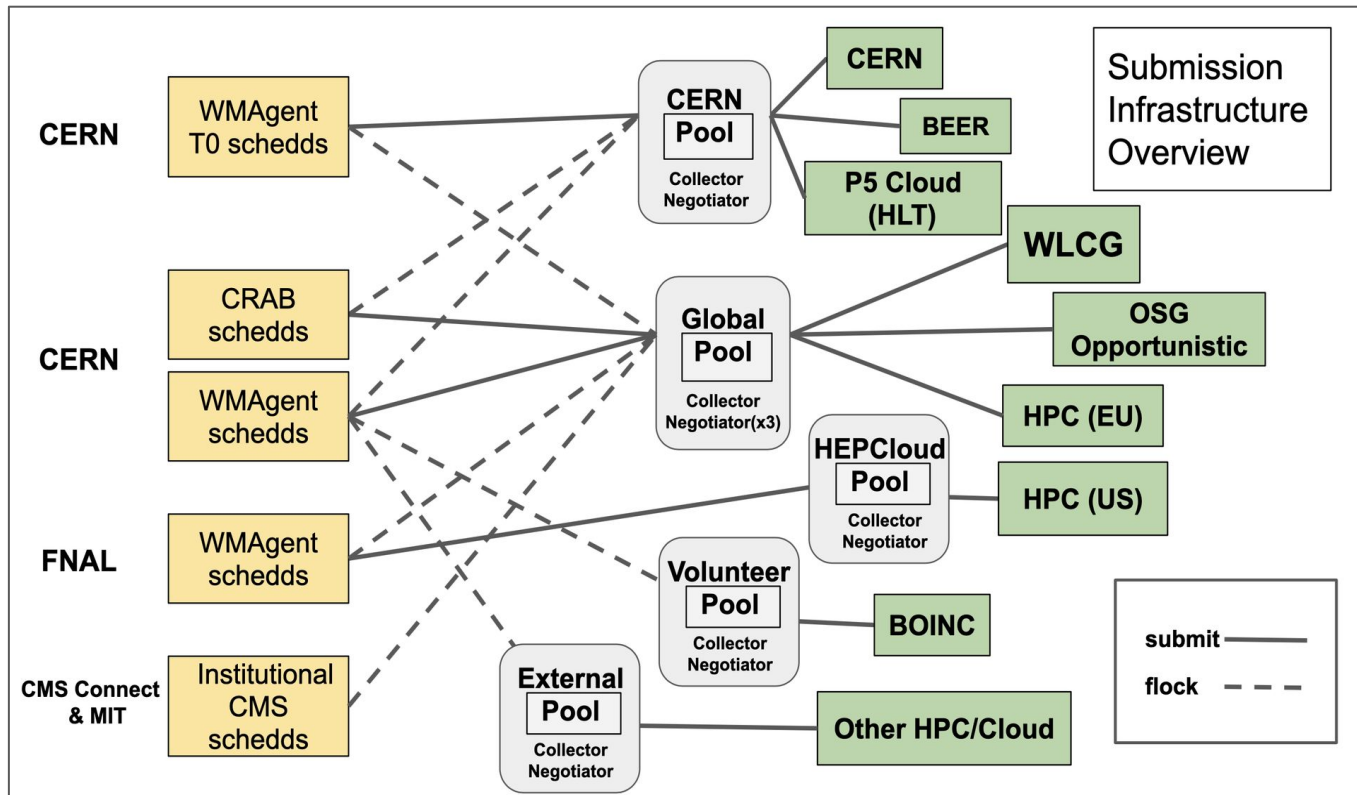 CERN
WMAgent
T0 schedds
CERN
Pool
Collector
Negotiator
CERN
BEER
P5 Cloud
(HLT)
Submission
Infrastructure
Overview
CERN
CRAB
schedds
WMAgent
schedds
Global
Pool
Collector
Negotiator(x3)
WLCG
OSG
Opportunistic
HPC (EU)
HEPCloud
Pool
Collector
Negotiator
HPC (US)
FNAL
WMAgent
schedds
Volunteer
Pool
Collector
Negotiator
BOINC
CMS Connect
& MIT
Institutional
CMS
schedds
External
Pool
Collector
Negotiator
Other HPC/Cloud
submit
flock